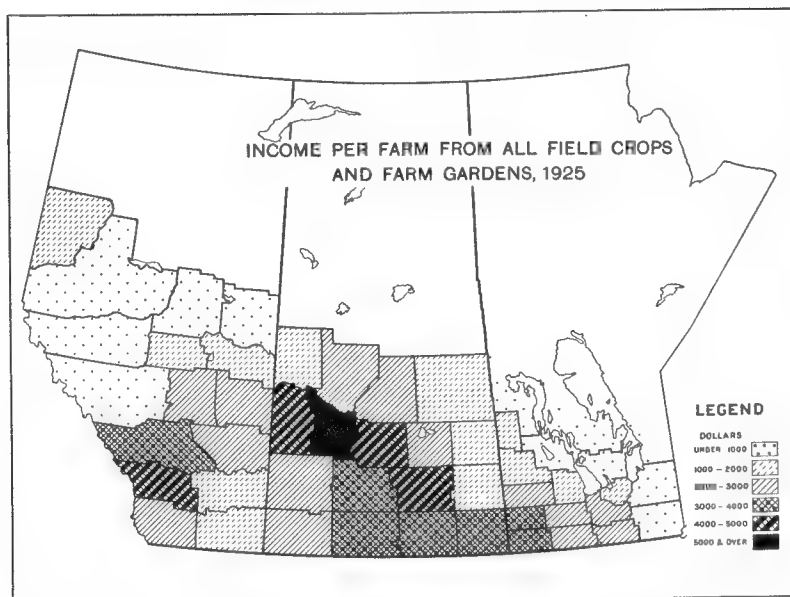 INCOME PER FARM FROM ALL FIELD CROPS
AND FARM GARDENS, 1925
LEGEND
DOLLARS
UNDER 1000
1000 - 2000
- 3000
3000 - 4000
4000 - 5000
5000 & OVER